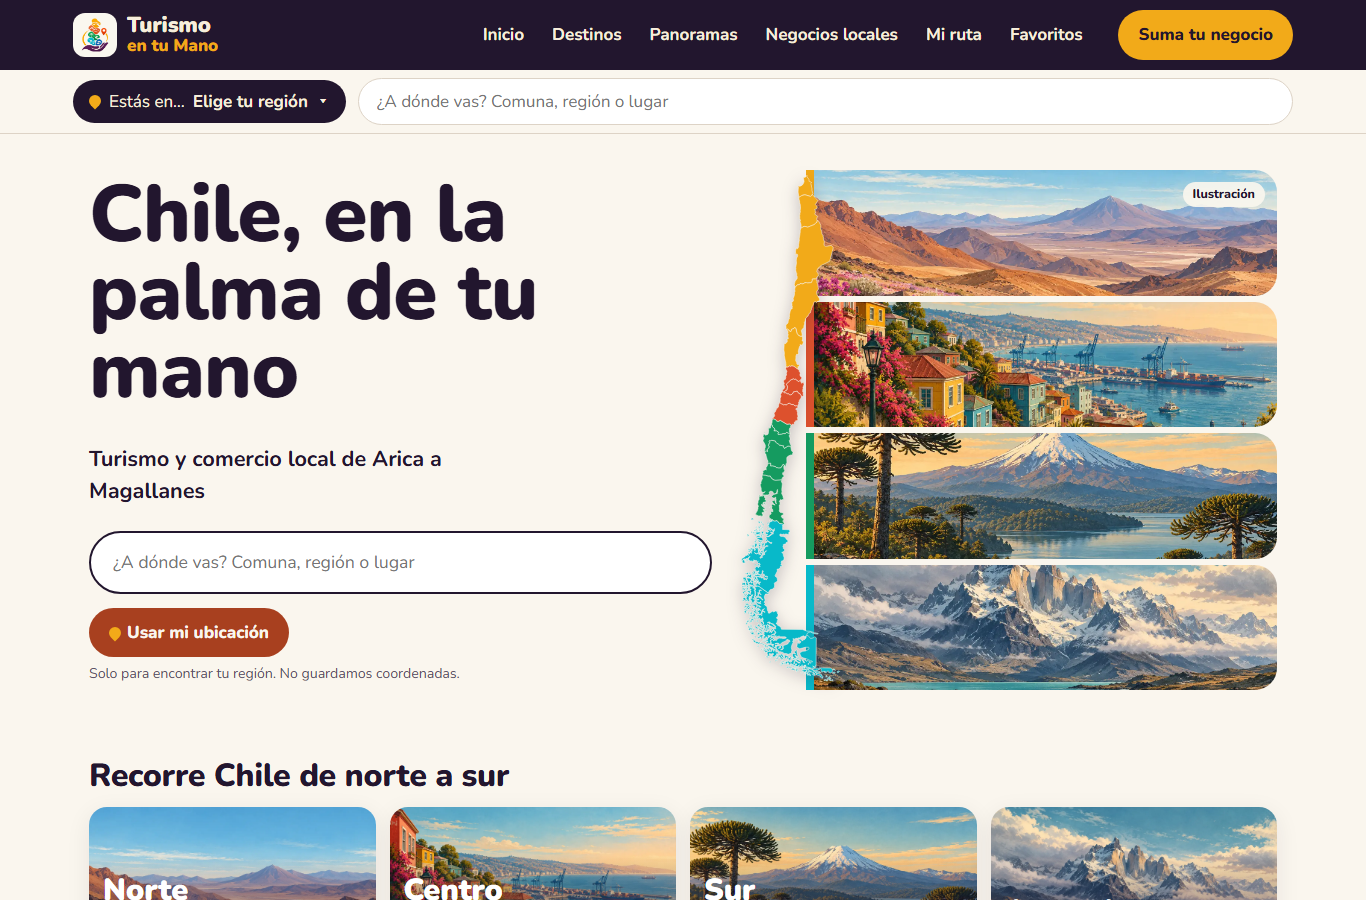 Turismo
en tu Mano
Inicio
Destinos
Panoramas
Negocios locales
Mi ruta
Favoritos
Suma tu negocio
Estás en... Elige tu región
¿A dónde vas? Comuna, región o lugar
Chile, en la
palma de tu
mano
Ilustración
Turismo y comercio local de Arica a
Magallanes
¿A dónde vas? Comuna, región o lugar
Usar mi ubicación
Solo para encontrar tu región. No guardamos coordenadas.
Recorre Chile de norte a sur
Norte
Centro
Sur